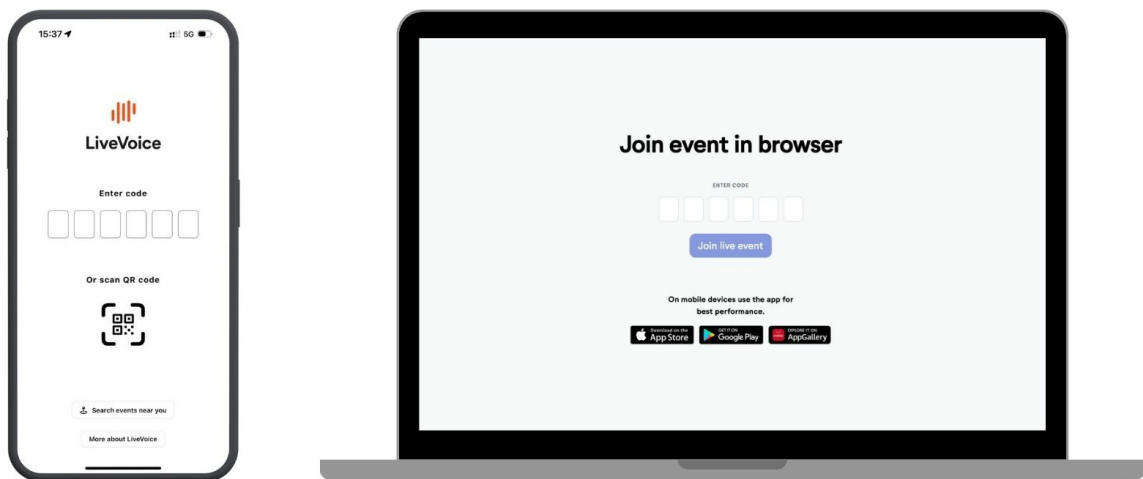 15:37
5G
LiveVoice
Enter code
Or scan QR code
Search events near you
More about LiveVoice
Join event in browser
ENTER CODE
Join live event
On mobile devices use the app for
best performance.
Download on the
App Store
GET IT ON
Google Play
EXPLORE IT ON
AppGallery